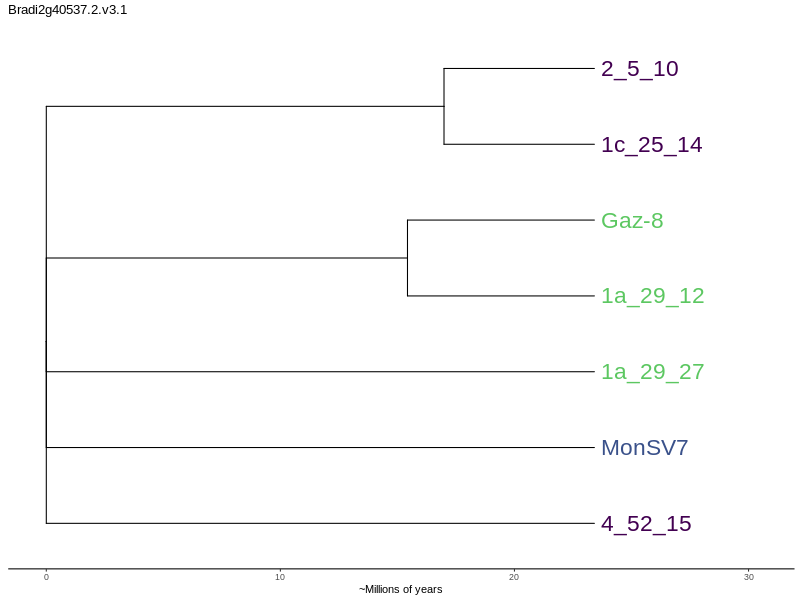 Bradi2g40537.2.v3.1
2_5_10
1c_25_14
Gaz-8
1a_29_12
1a_29_27
MonSV7
4_52_15
0 10 20 30
~Millions of years